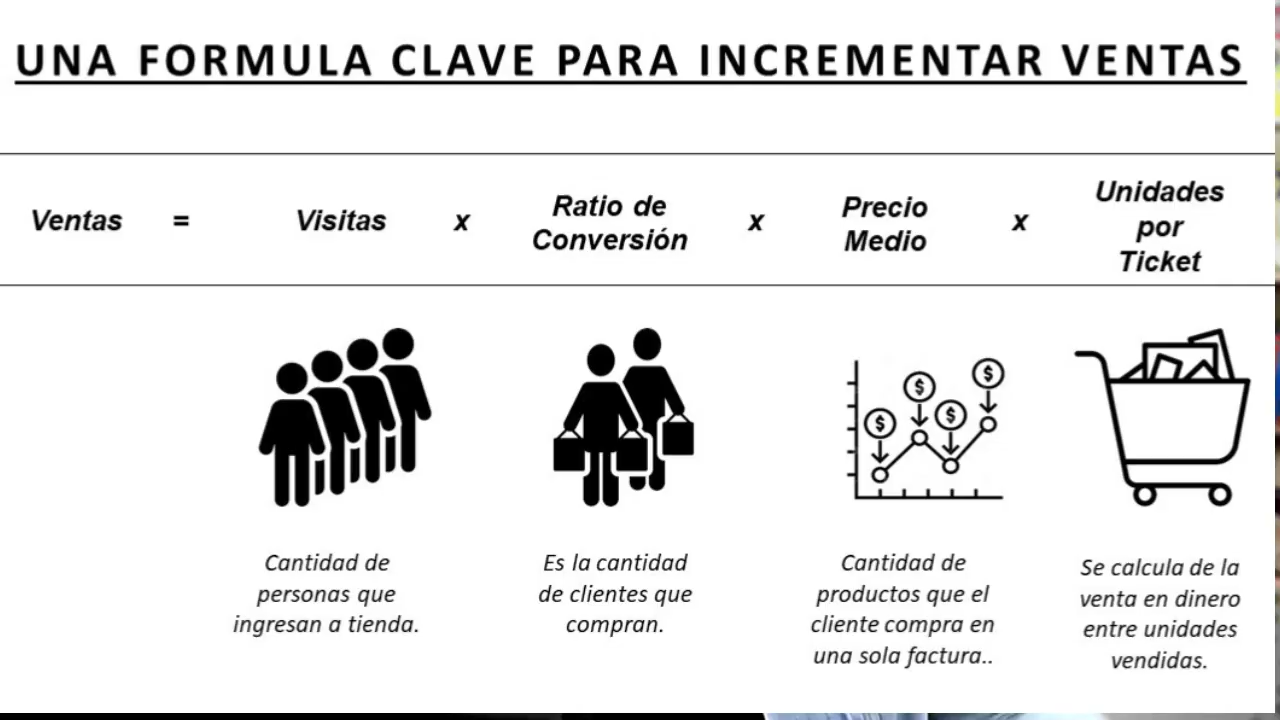 UNA FORMULA CLAVE PARA INCREMENTAR VENTAS
Ventas = Visitas x Ratio de Conversión x Precio Medio x Unidades por Ticket
$ $ $ $
Cantidad de
personas que
ingresan a tienda.
Es la cantidad
de clientes que
compran.
Cantidad de
productos que el
cliente compra en
una sola factura..
Se calcula de la
venta en dinero
entre unidades
vendidas.